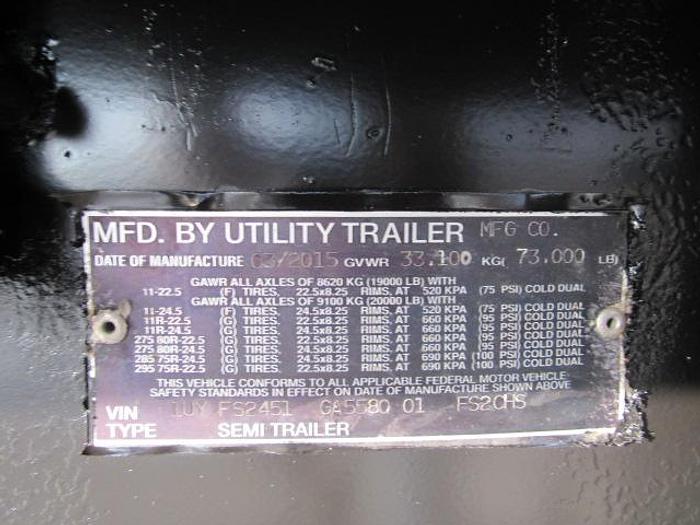 MFD. BY UTILITY TRAILER MFG CO.
DATE OF MANUFACTURE 03/2015 GVWR 33.100 KG( 73.000 LB)
GAWR ALL AXLES OF 8620 KG (19000 LB) WITH
11-22.5 (F) TIRES, 22.5x8.25 RIMS, AT 520 KPA (75 PSI) COLD DUAL
GAWR ALL AXLES OF 9100 KG (20000 LB) WITH
11-24.5 (F) TIRES, 24.5x8.25 RIMS, AT 520 KPA (75 PSI) COLD DUAL
11R-22.5 (G) TIRES, 22.5x8.25 RIMS, AT 660 KPA (95 PSI) COLD DUAL
11R-24.5 (G) TIRES, 24.5x8.25 RIMS, AT 660 KPA (95 PSI) COLD DUAL
275 80R-22.5 (G) TIRES, 22.5x8.25 RIMS, AT 660 KPA (95 PSI) COLD DUAL
275 80R-24.5 (G) TIRES, 24.5x8.25 RIMS, AT 660 KPA (95 PSI) COLD DUAL
285 75R-24.5 (G) TIRES, 24.5x8.25 RIMS, AT 690 KPA (100 PSI) COLD DUAL
295 75R-22.5 (G) TIRES, 22.5x8.25 RIMS, AT 690 KPA (100 PSI) COLD DUAL
THIS VEHICLE CONFORMS TO ALL APPLICABLE FEDERAL MOTOR VEHICLE
SAFETY STANDARDS IN EFFECT ON DATE OF MANUFACTURE SHOWN ABOVE
VIN 1UY FS2451 GA5580 01 FS2CHS
TYPE SEMI TRAILER